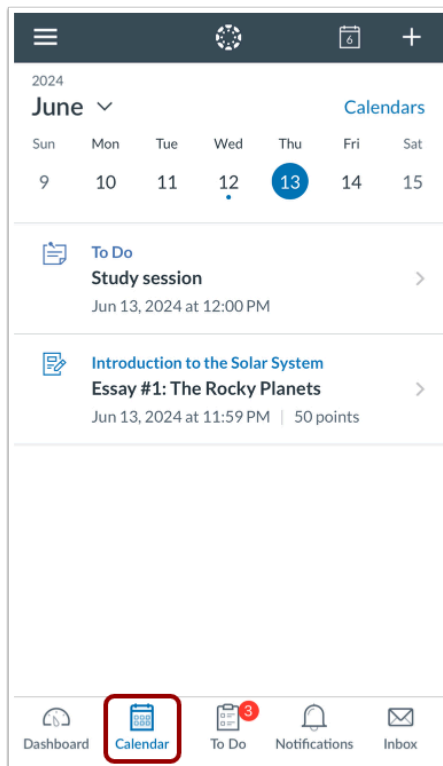 6
2024
June
Calendars
Sun Mon Tue Wed Thu Fri Sat
9 10 11 12 13 14 15
To Do
Study session
Jun 13, 2024 at 12:00 PM
Introduction to the Solar System
Essay #1: The Rocky Planets
Jun 13, 2024 at 11:59 PM | 50 points
3
Dashboard Calendar To Do Notifications Inbox